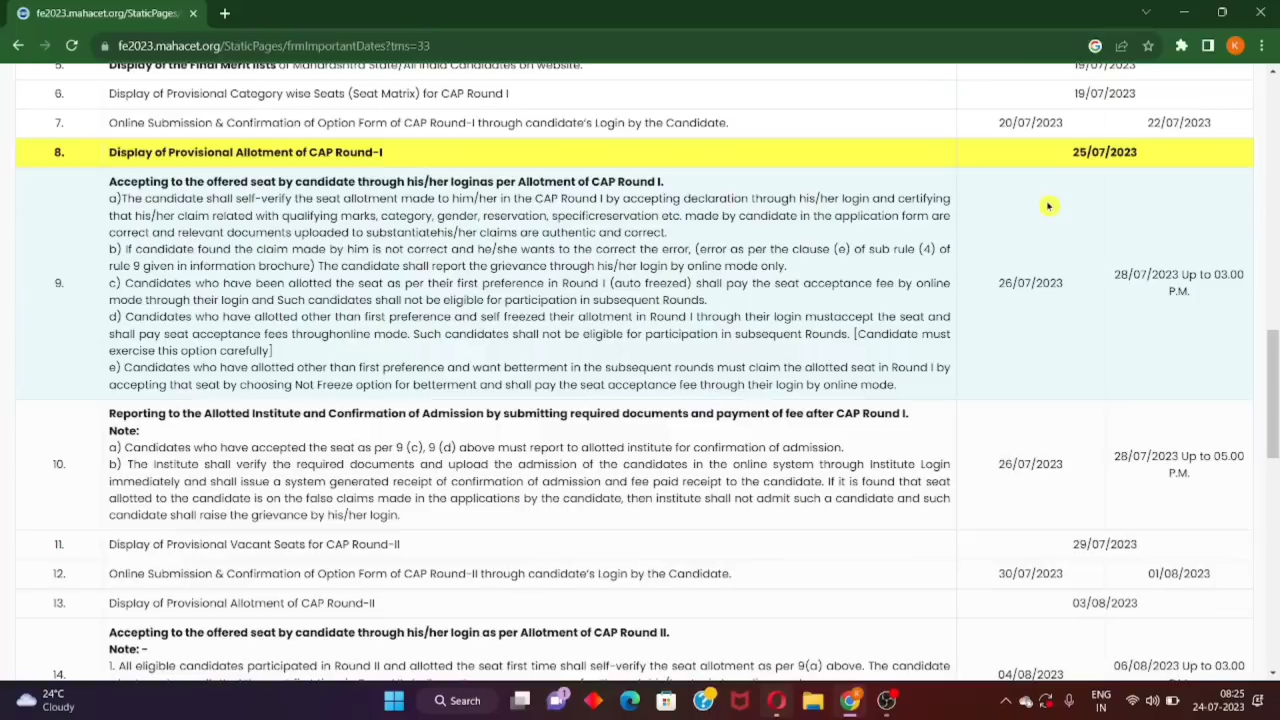 fe2023.mahacet.org/StaticPages/
fe2023.mahacet.org/StaticPages/frmImportantDates?tms=33
K
5. Display of the Final Merit lists of Maharashtra State/All India Candidates on website. 19/07/2023
6. Display of Provisional Category wise Seats (Seat Matrix) for CAP Round I 19/07/2023
7. Online Submission & Confirmation of Option Form of CAP Round-I through candidate's Login by the Candidate. 20/07/2023 22/07/2023
8. Display of Provisional Allotment of CAP Round-I 25/07/2023
Accepting to the offered seat by candidate through his/her loginas per Allotment of CAP Round I.
a)The candidate shall self-verify the seat allotment made to him/her in the CAP Round I by accepting declaration through his/her login and certifying
that his/her claim related with qualifying marks, category, gender, reservation, specificreservation etc. made by candidate in the application form are
correct and relevant documents uploaded to substantiatehis/her claims are authentic and correct.
b) If candidate found the claim made by him is not correct and he/she wants to the correct the error, (error as per the clause (e) of sub rule (4) of
rule 9 given in information brochure) The candidate shall report the grievance through his/her login by online mode only.
9. c) Candidates who have been allotted the seat as per their first preference in Round I (auto freezed) shall pay the seat acceptance fee by online 26/07/2023 28/07/2023 Up to 03.00
mode through their login and Such candidates shall not be eligible for participation in subsequent Rounds. P.M.
d) Candidates who have allotted other than first preference and self freezed their allotment in Round I through their login mustaccept the seat and
shall pay seat acceptance fees throughonline mode. Such candidates shall not be eligible for participation in subsequent Rounds. [Candidate must
exercise this option carefully]
e) Candidates who have allotted other than first preference and want betterment in the subsequent rounds must claim the allotted seat in Round I by
accepting that seat by choosing Not Freeze option for betterment and shall pay the seat acceptance fee through their login by online mode.
Reporting to the Allotted Institute and Confirmation of Admission by submitting required documents and payment of fee after CAP Round I.
Note:
a) Candidates who have accepted the seat as per 9 (c), 9 (d) above must report to allotted institute for confirmation of admission.
10. b) The Institute shall verify the required documents and upload the admission of the candidates in the online system through Institute Login 26/07/2023 28/07/2023 Up to 05.00
immediately and shall issue a system generated receipt of confirmation of admission and fee paid receipt to the candidate. If it is found that seat P.M.
allotted to the candidate is on the false claims made in the applications by the candidate, then institute shall not admit such a candidate and such
candidate shall raise the grievance by his/her login.
11. Display of Provisional Vacant Seats for CAP Round-II 29/07/2023
12. Online Submission & Confirmation of Option Form of CAP Round-II through candidate's Login by the Candidate. 30/07/2023 01/08/2023
13. Display of Provisional Allotment of CAP Round-II 03/08/2023
Accepting to the offered seat by candidate through his/her login as per Allotment of CAP Round II.
Note: -
14. 1. All eligible candidates participated in Round II and allotted the seat first time shall self-verify the seat allotment as per 9(a) above. The candidate 04/08/2023 06/08/2023 Up to 03.00
24°C
Cloudy
Search
1
ENG
IN
08:25
24-07-2023